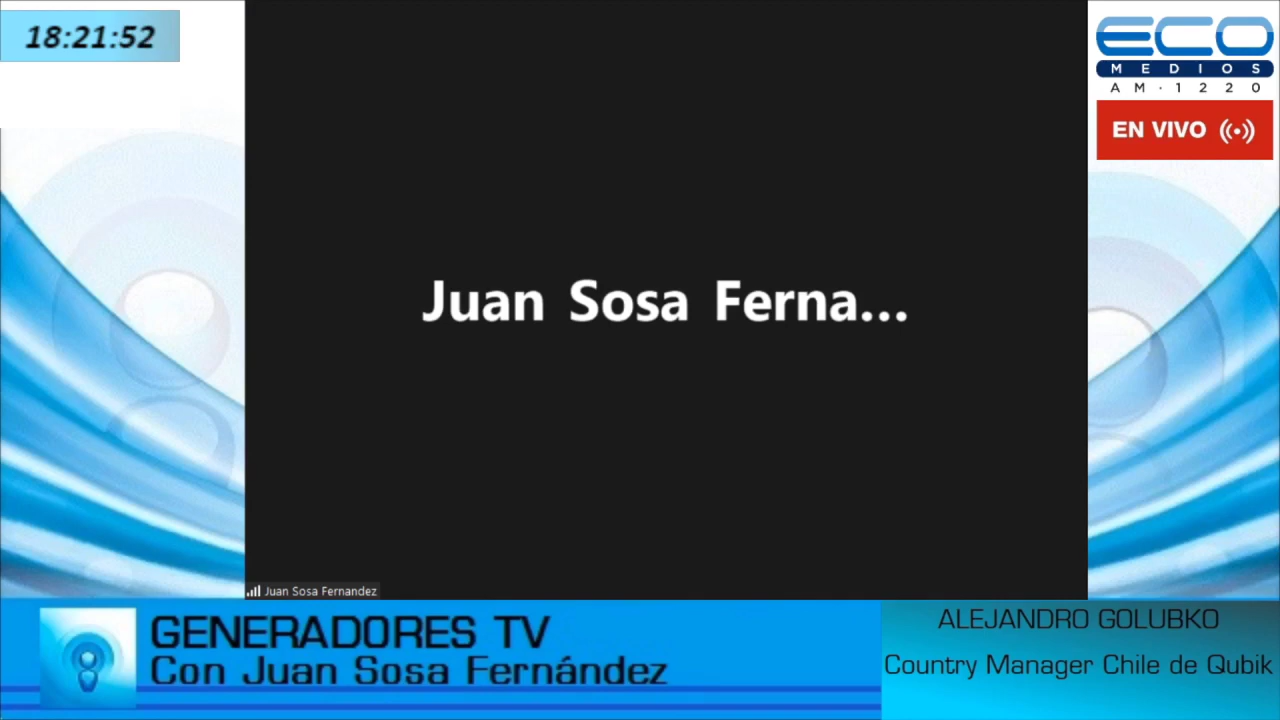 18:21:52
ECO
MEDIOS
AM·1220
EN VIVO
Juan Sosa Ferna...
Juan Sosa Fernandez
GENERADORES TV
Con Juan Sosa Fernández
ALEJANDRO GOLUBKO
Country Manager Chile de Qubik